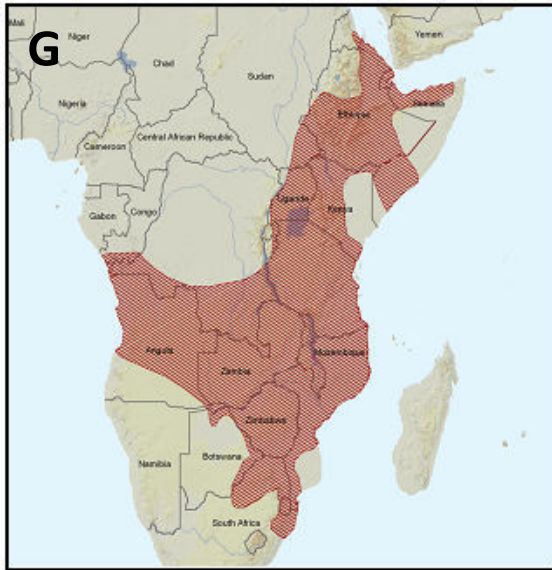 G
Mali
Niger
Chad
Sudan
Yemen
Nigeria
Ethiopia
Somalia
Central African Republic
Cameroon
Uganda
Kenya
Gabon
Congo
Angola
Zambia
Mozambique
Zimbabwe
Namibia
Botswana
South Africa